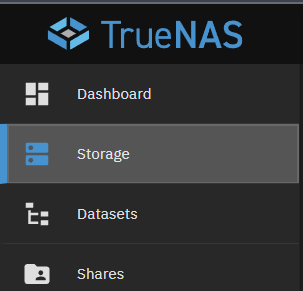 TrueNAS
Dashboard
Storage
Datasets
Shares